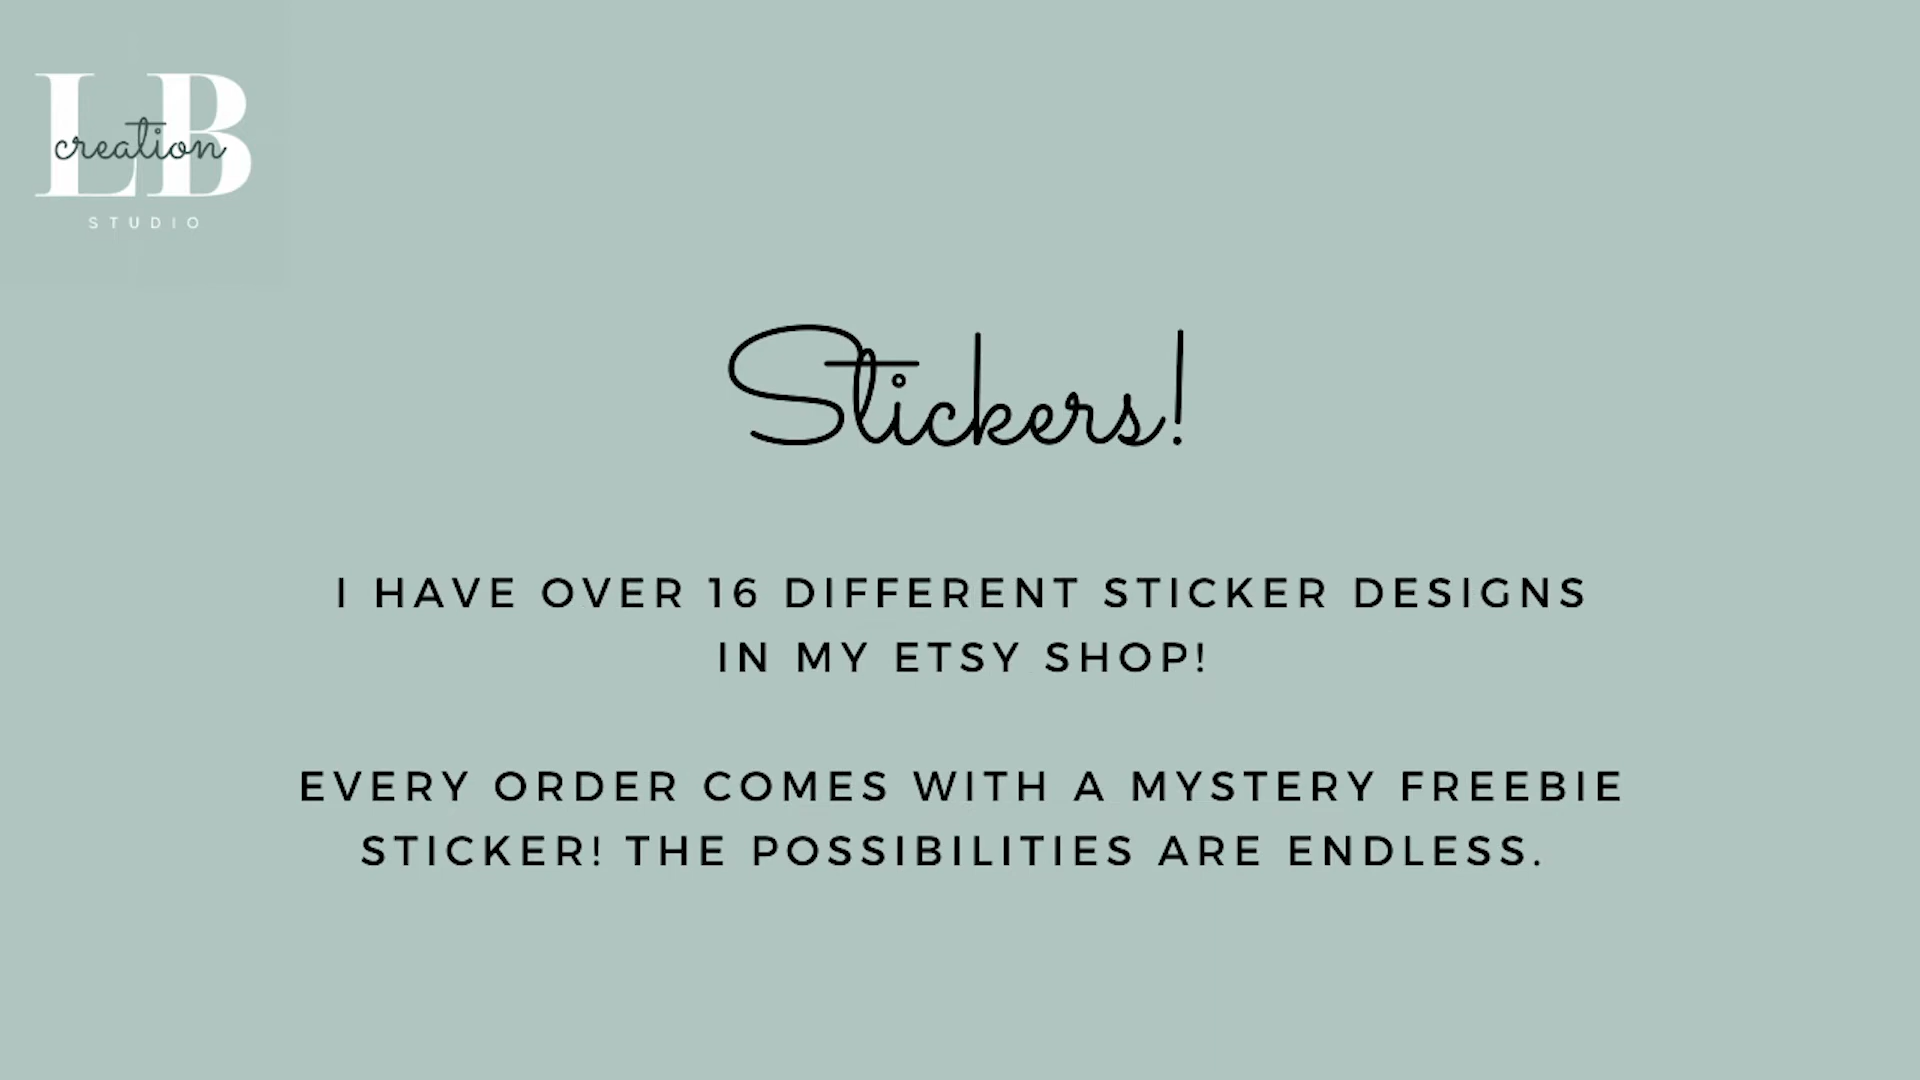 LB
creation
STUDIO
Stickers!
I HAVE OVER 16 DIFFERENT STICKER DESIGNS
IN MY ETSY SHOP!
EVERY ORDER COMES WITH A MYSTERY FREEBIE
STICKER! THE POSSIBILITIES ARE ENDLESS.